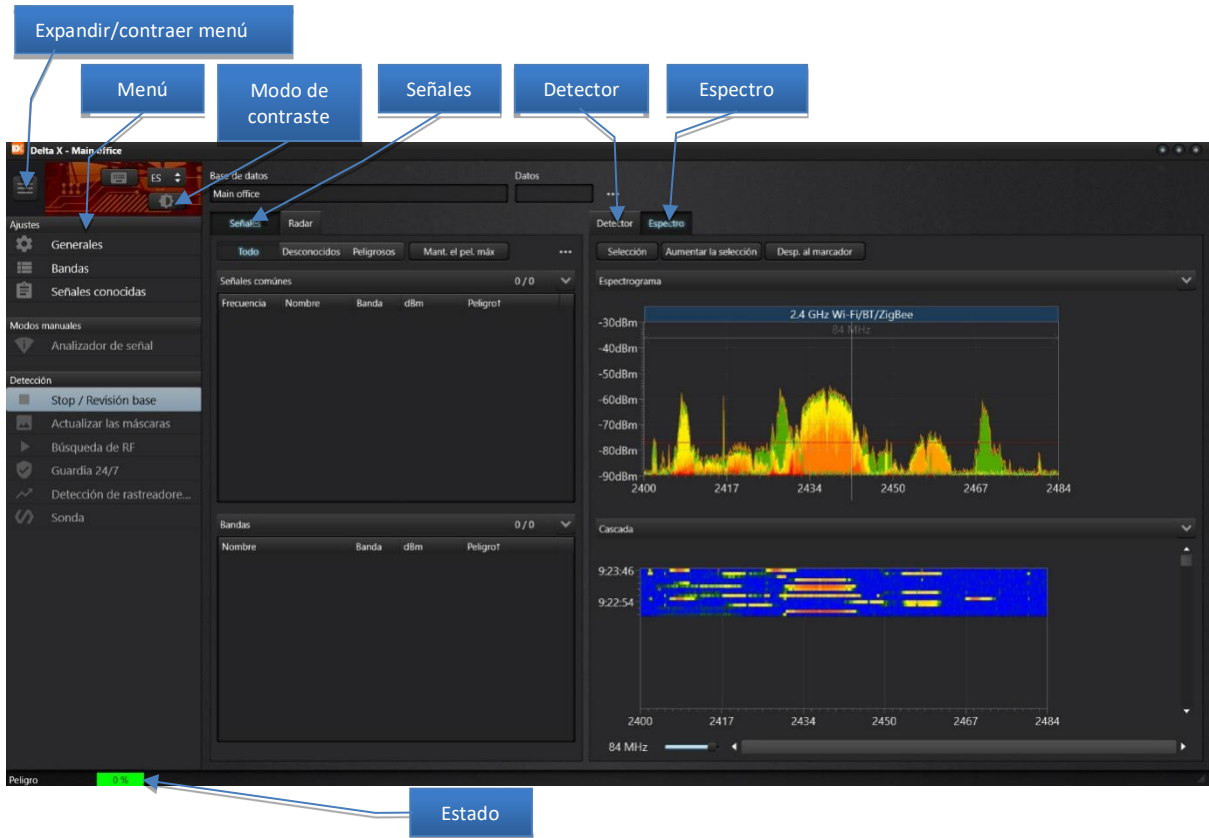 Expandir/contraer menú
Menú
Modo de
contraste
Señales
Detector
Espectro
Delta X - Main office
ES
Base de datos
Datos
Main office
Ajustes
Generales
Bandas
Señales conocidas
Modos manuales
Analizador de señal
Detección
Stop / Revisión base
Actualizar las máscaras
Búsqueda de RF
Guardia 24/7
Detección de rastreadore...
Sonda
Señales
Radar
Todo
Desconocidos
Peligrosos
Mant. el pel. máx
...
Señales comúnes
0 / 0
Frecuencia
Nombre
Banda
dBm
Peligro↑
Bandas
0 / 0
Nombre
Banda
dBm
Peligro↑
Detector
Espectro
Selección
Aumentar la selección
Desp. al marcador
Espectrograma
2.4 GHz Wi-Fi/BT/ZigBee
84 MHz
-30dBm
-40dBm
-50dBm
-60dBm
-70dBm
-80dBm
-90dBm
2400
2417
2434
2450
2467
2484
Cascada
9:23:46
9:22:54
2400
2417
2434
2450
2467
2484
84 MHz
Peligro
0 %
Estado